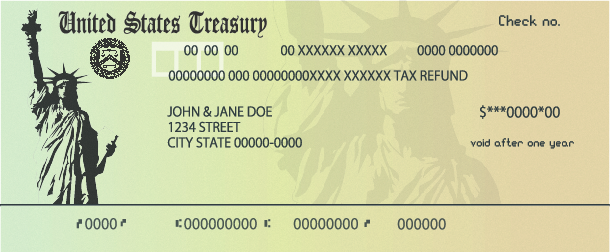 United States Treasury
Check no.
00 00 00 00 XXXXXX XXXXX 0000 0000000
00000000 000 00000000XXXX XXXXXX TAX REFUND
JOHN & JANE DOE
$***0000*00
1234 STREET
CITY STATE 00000-0000
void after one year
⑈0000⑈ ⑆000000000 ⑆ 00000000 ⑈ 000000